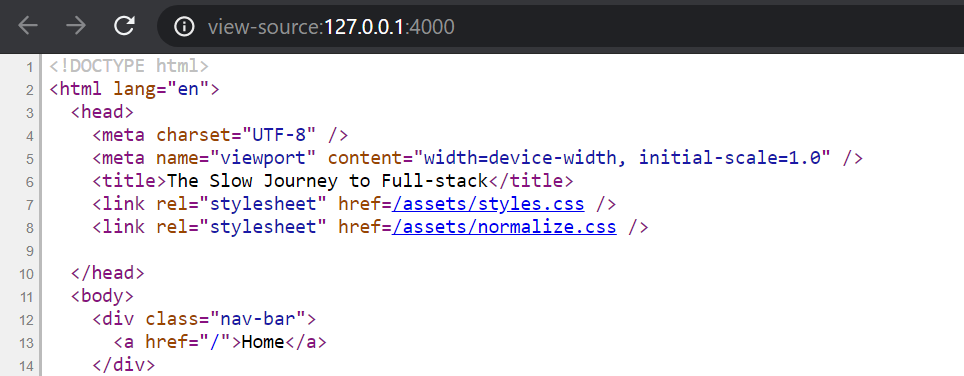 view-source:127.0.0.1:4000
1 <!DOCTYPE html>
2 <html lang="en">
3 <head>
4 <meta charset="UTF-8" />
5 <meta name="viewport" content="width=device-width, initial-scale=1.0" />
6 <title>The Slow Journey to Full-stack</title>
7 <link rel="stylesheet" href=/assets/styles.css />
8 <link rel="stylesheet" href=/assets/normalize.css />
9
10 </head>
11 <body>
12 <div class="nav-bar">
13 <a href="/">Home</a>
14 </div>